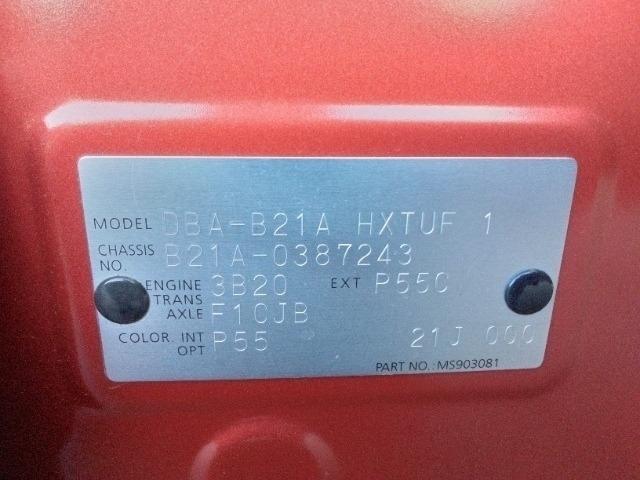 MODEL DBA-B21A HXTUF 1
CHASSIS NO. B21A-0387243
ENGINE 3B20 EXT P55C
TRANS AXLE F1CJB
COLOR. INT P55
OPT 21J 000
PART NO.: MS903081